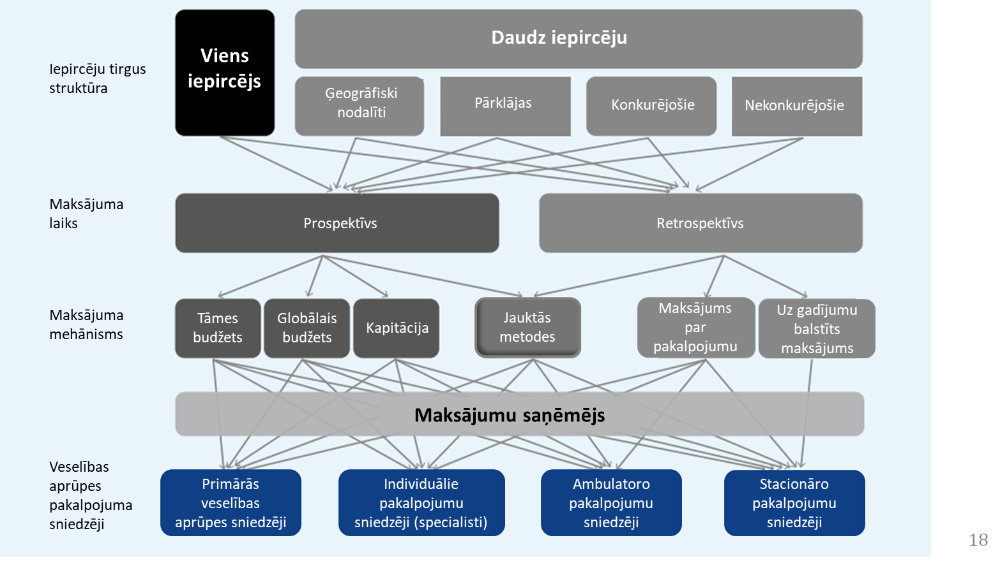 Iepircēju tirgus
struktūra
Viens
iepircējs
Daudz iepircēju
Ģeogrāfiski
nodalīti
Pārklājas
Konkurējošie
Nekonkurējošie
Maksājuma
laiks
Prospektīvs
Retrospektīvs
Maksājuma
mehānisms
Tāmes
budžets
Globālais
budžets
Kapitācija
Jauktās
metodes
Maksājums
par
pakalpojumu
Uz gadījumu
balstīts
maksājums
Maksājumu saņēmējs
Veselības
aprūpes
pakalpojuma
sniedzēji
Primārās
veselības
aprūpes sniedzēji
Individuālie
pakalpojumu
sniedzēji (specialisti)
Ambulatoro
pakalpojumu
sniedzēji
Stacionāro
pakalpojumu
sniedzēji
18